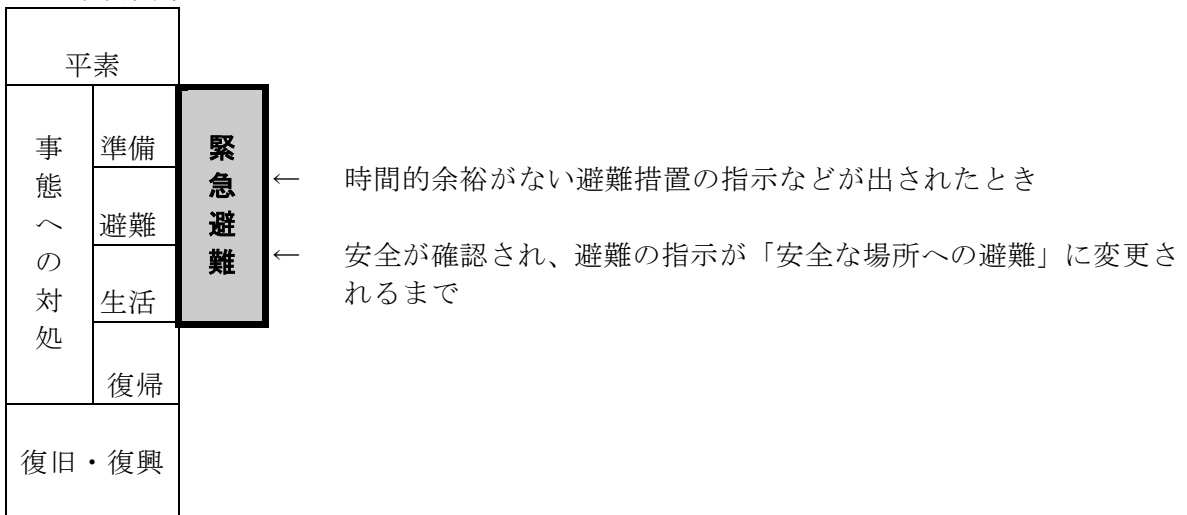 平素
事態への対処
準備
避難
生活
復帰
復旧・復興
緊急避難
← 時間的余裕がない避難措置の指示などが出されたとき
← 安全が確認され、避難の指示が「安全な場所への避難」に変更さ
れるまで